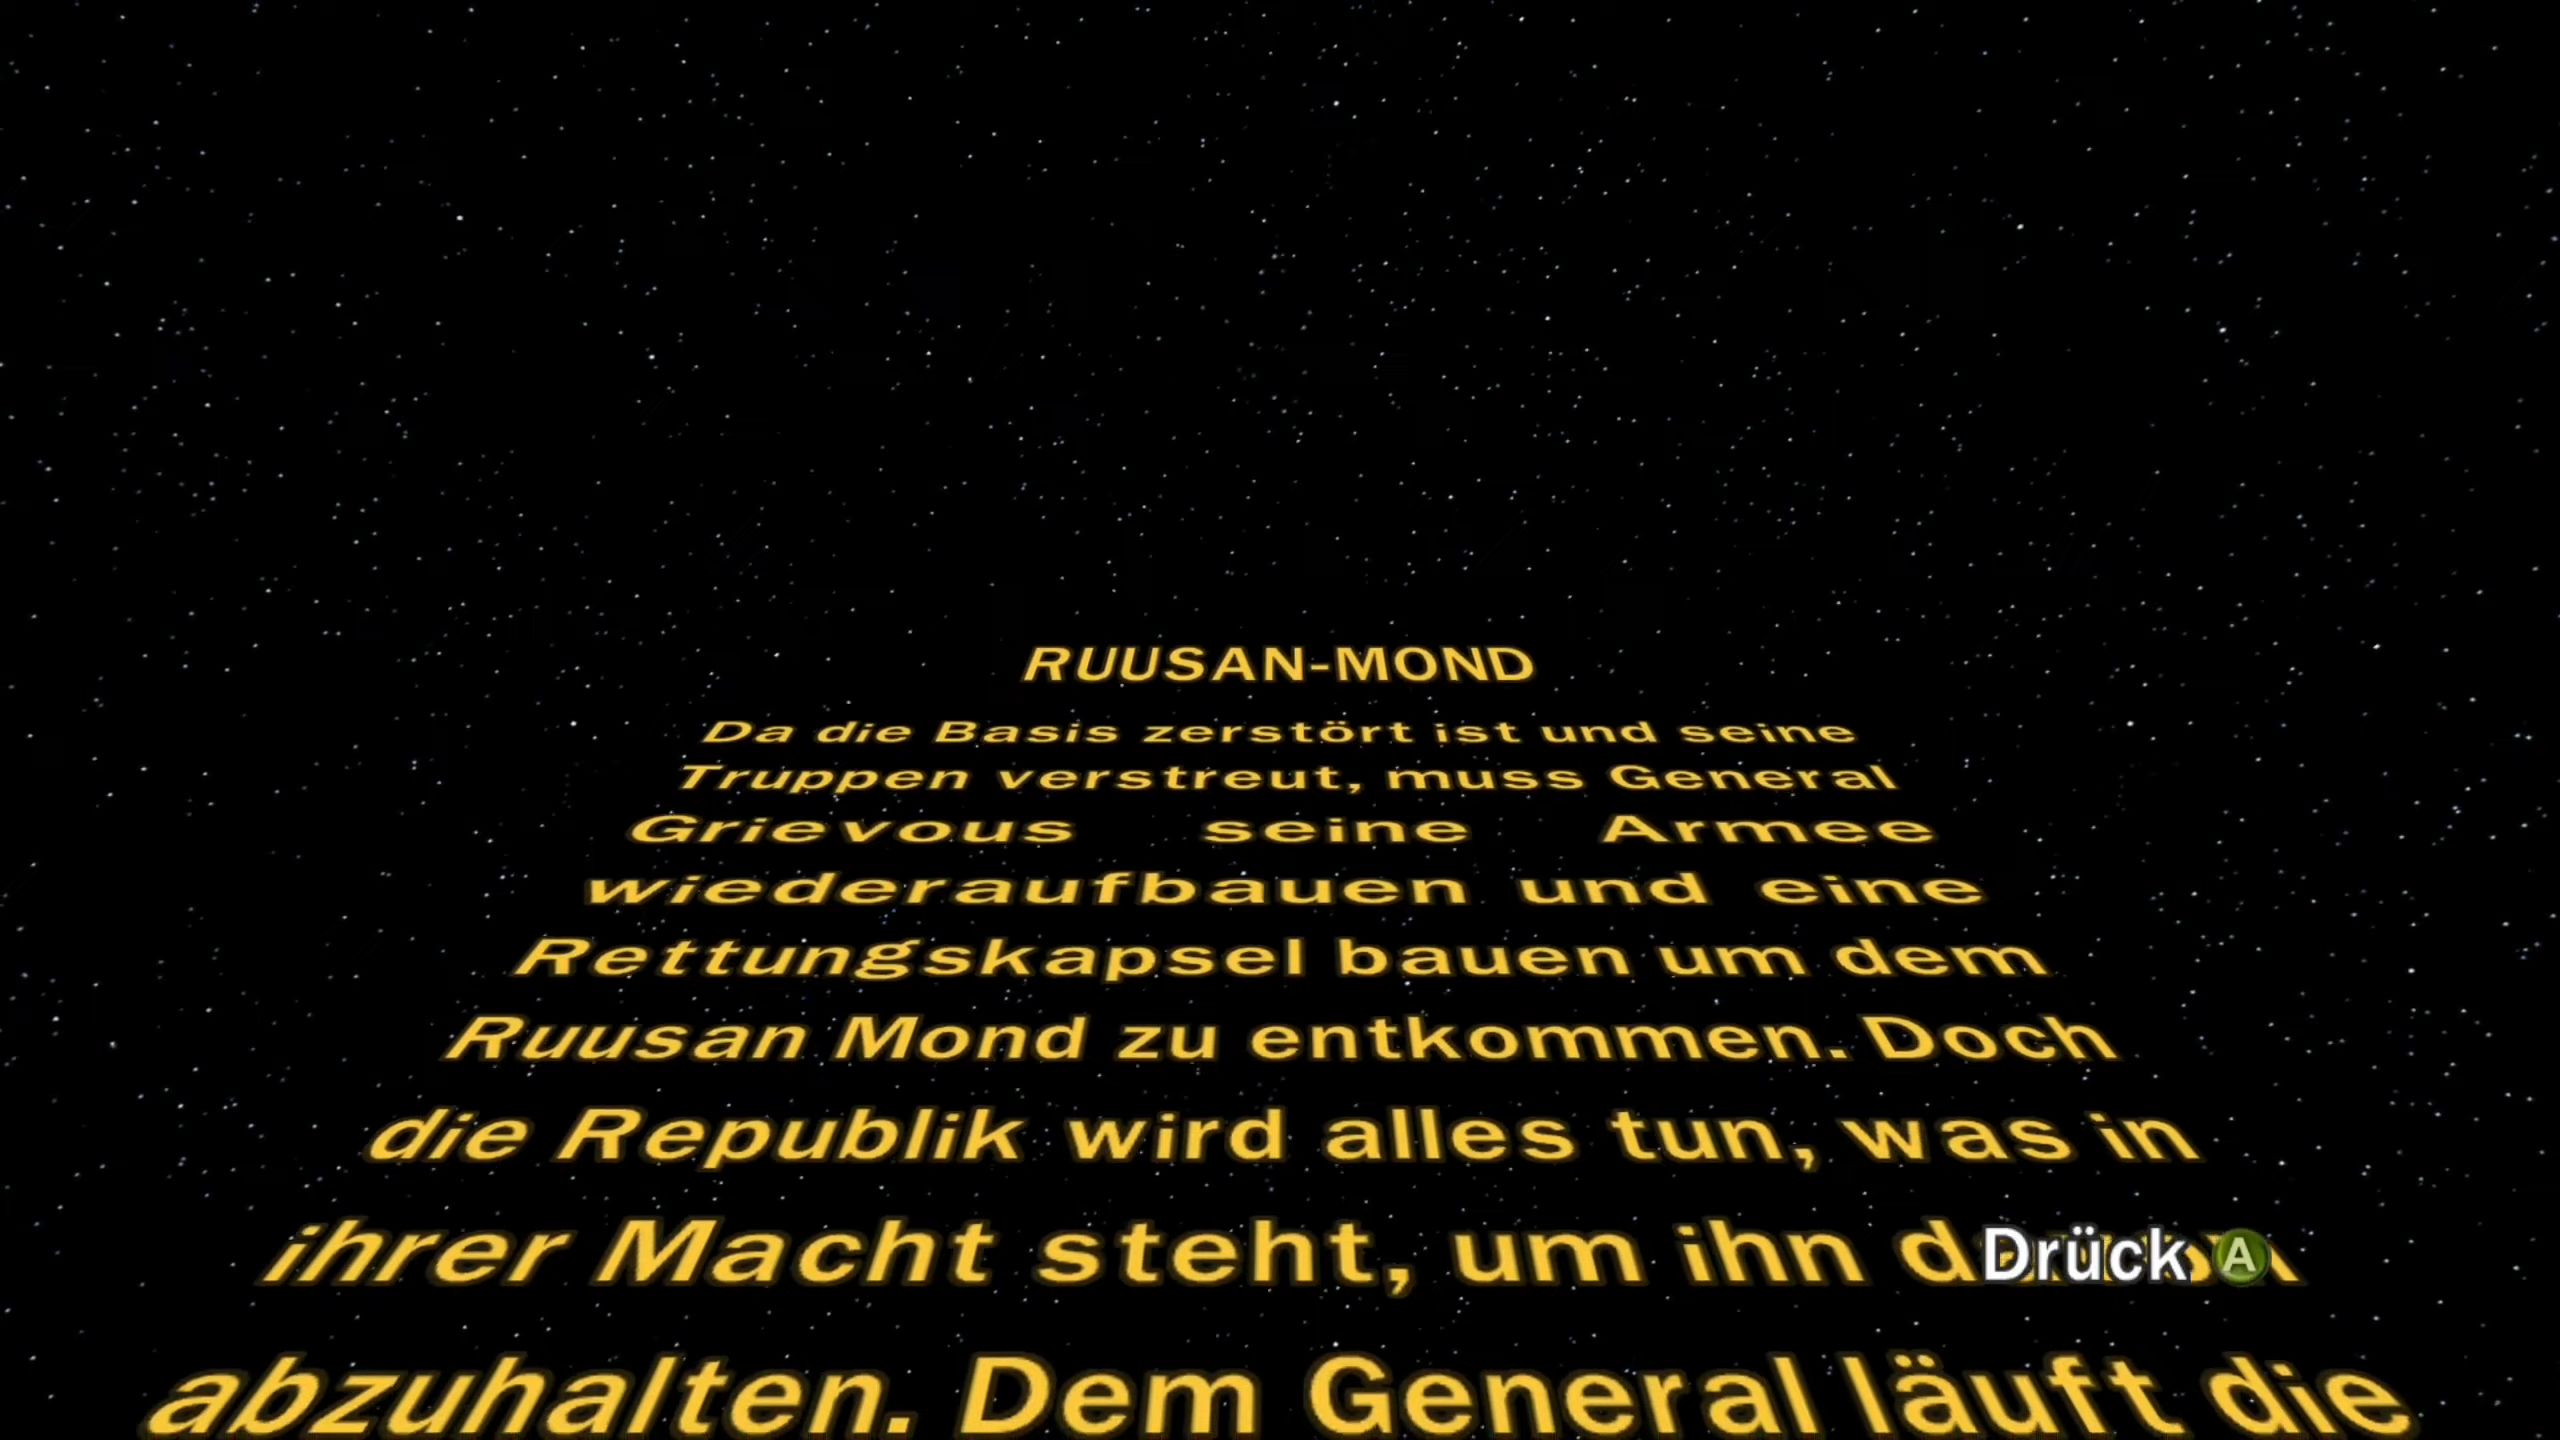 RUUSAN-MOND
Da die Basis zerstört ist und seine
Truppen verstreut, muss General
Grievous seine Armee
wiederaufbauen und eine
Rettungskapsel bauen um dem
Ruusan Mond zu entkommen. Doch
die Republik wird alles tun, was in
ihrer Macht steht, um ihn
Drück A
abzuhalten. Dem General läuft die